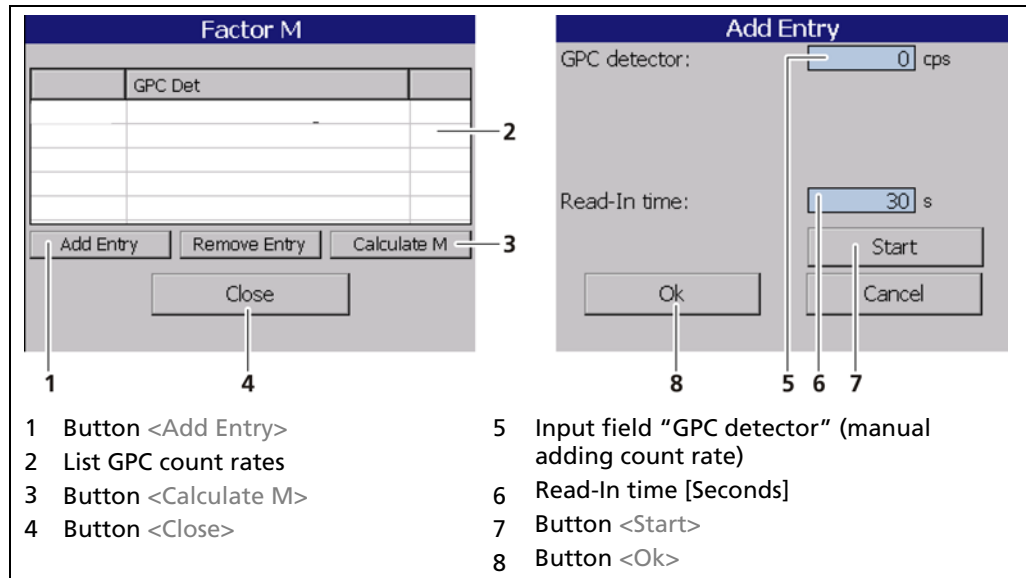 Factor M
GPC Det
2
Add Entry
Remove Entry
Calculate M
3
Close
1
4
Add Entry
GPC detector:
0
cps
Read-In time:
30
s
Start
Ok
Cancel
8
5
6
7
1 Button <Add Entry>
2 List GPC count rates
3 Button <Calculate M>
4 Button <Close>
5 Input field "GPC detector" (manual
adding count rate)
6 Read-In time [Seconds]
7 Button <Start>
8 Button <Ok>